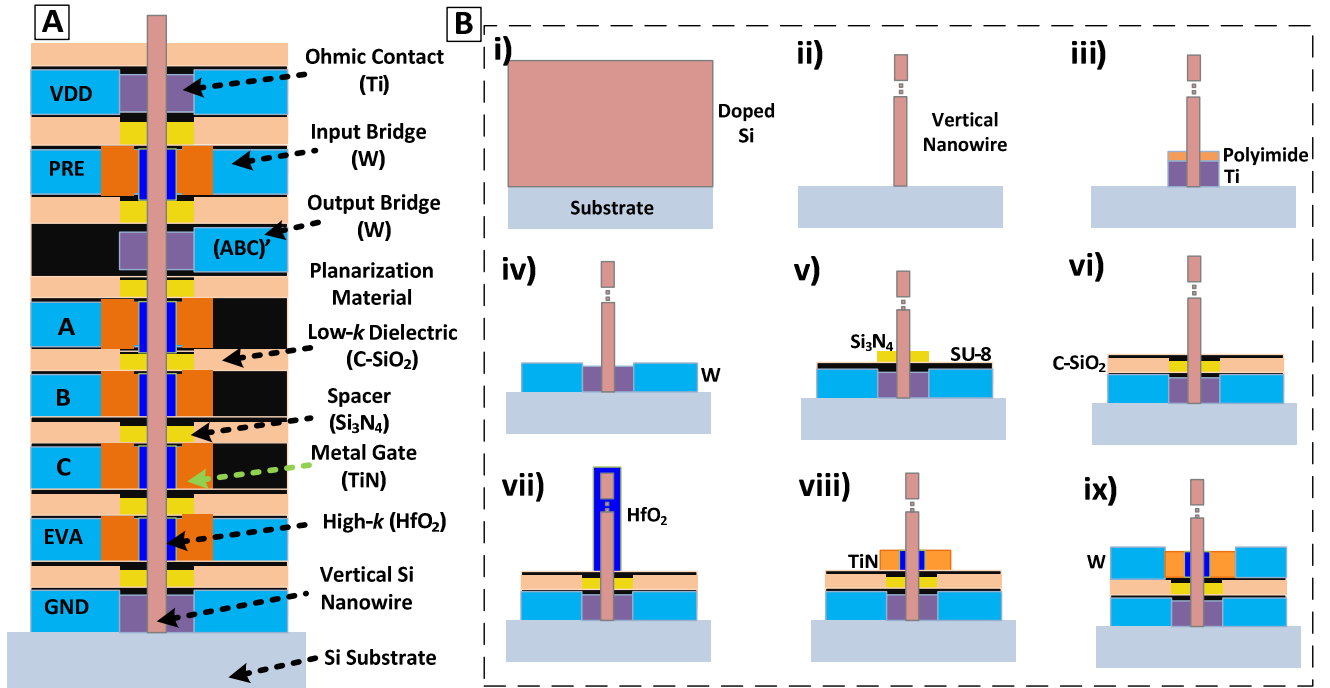 A
VDD
PRE
(ABC)’
A
B
C
EVA
GND
Ohmic Contact
(Ti)
Input Bridge
(W)
Output Bridge
(W)
Planarization
Material
Low-k Dielectric
(C-SiO₂)
Spacer
(Si₃N₄)
Metal Gate
(TiN)
High-k (HfO₂)
Vertical Si
Nanowire
Si Substrate
B
i)
Doped
Si
Substrate
ii)
Vertical
Nanowire
iii)
Polyimide
Ti
iv)
W
v)
Si₃N₄
SU-8
vi)
C-SiO₂
vii)
HfO₂
viii)
TiN
ix)
W